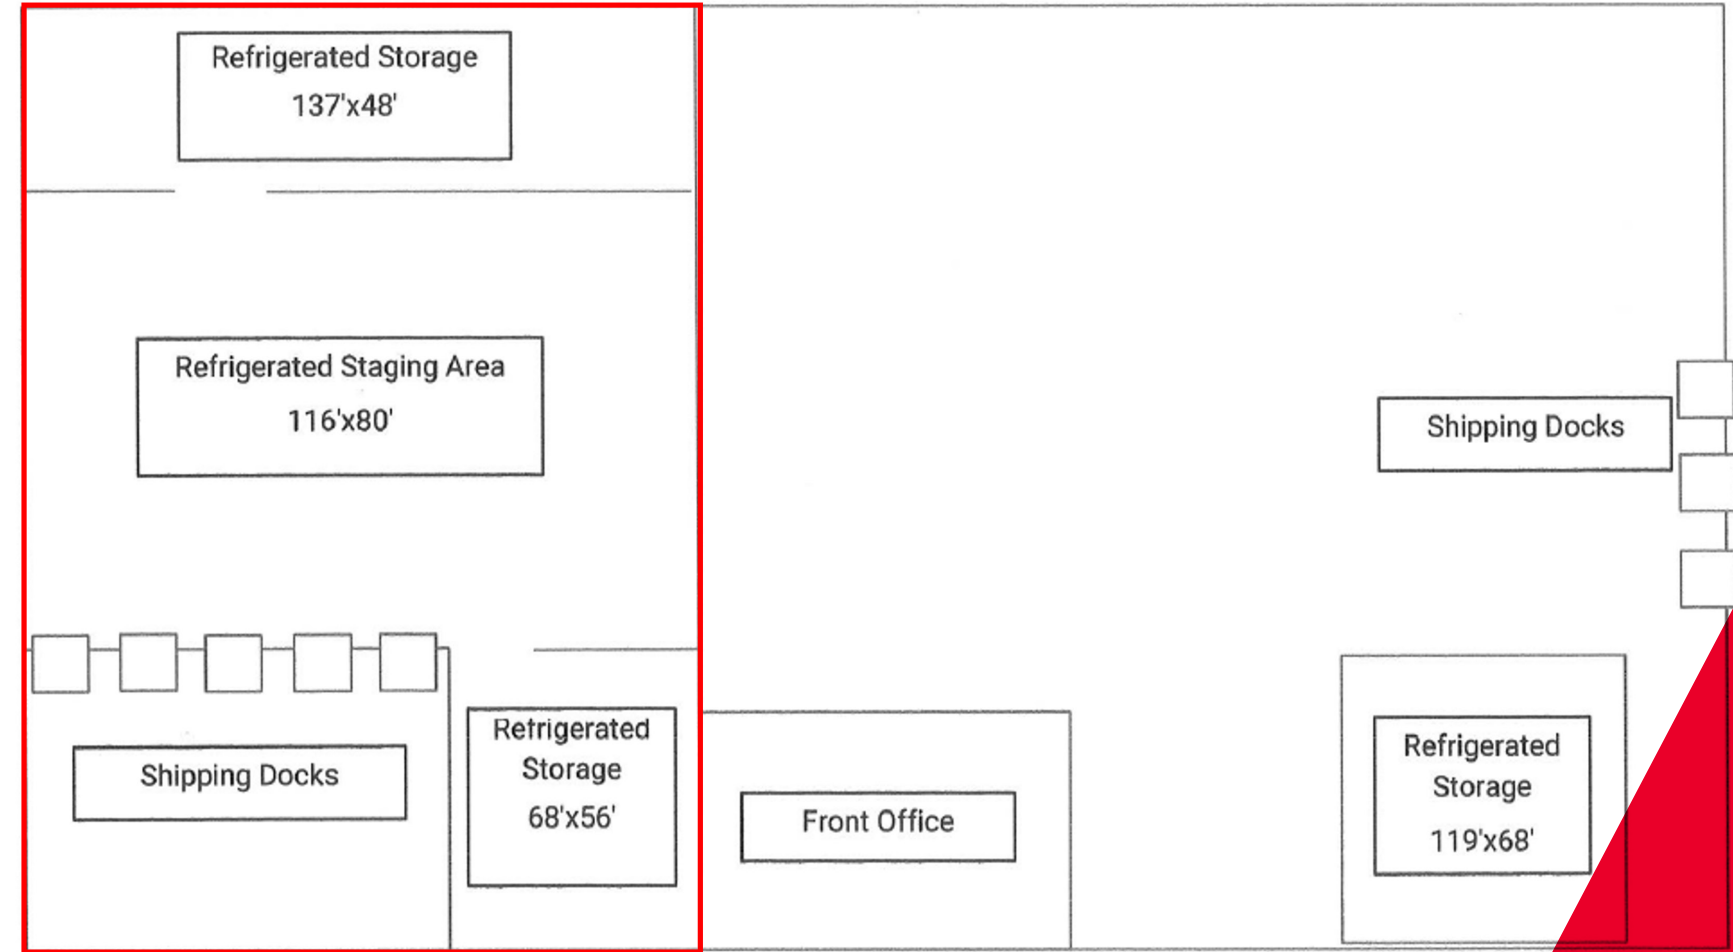 Refrigerated Storage
137'x48'
Refrigerated Staging Area
116'x80'
Shipping Docks
Shipping Docks
Refrigerated
Storage
68'x56'
Front Office
Refrigerated
Storage
119'x68'